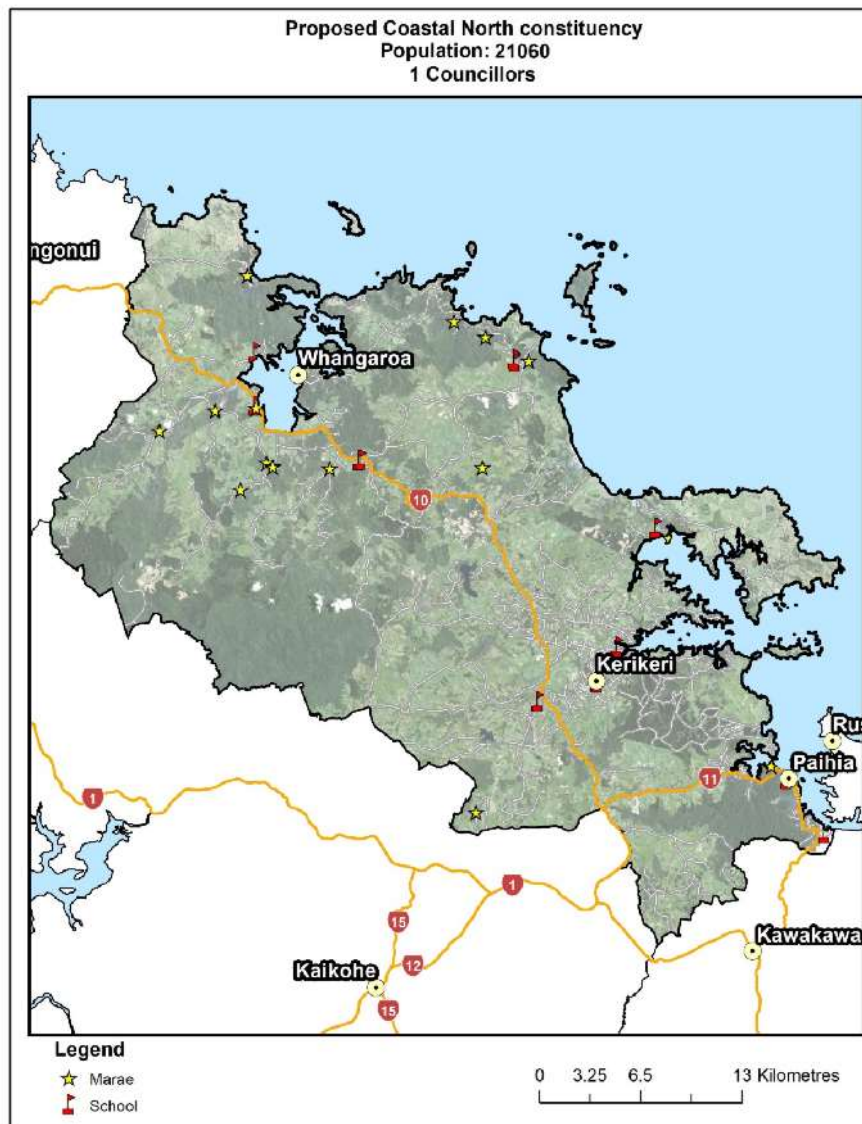 Proposed Coastal North constituency
Population: 21060
1 Councillors
ngonui
Whangaroa
10
Kerikeri
Ru
Paihia
11
1
1
15
12
Kawakawa
Kaikohe
15
Legend
Marae
School
0 3.25 6.5 13 Kilometres